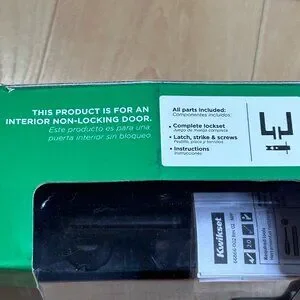 THIS PRODUCT IS FOR AN
INTERIOR NON-LOCKING DOOR.
Este producto es para una
puerta interior sin bloqueo.
All parts included:
Componentes incluidos:
• Complete lockset
Juego de manija completa
• Latch, strike & screws
Pestillo, placa y tornillos
• Instructions
Instrucciones
Kwikset